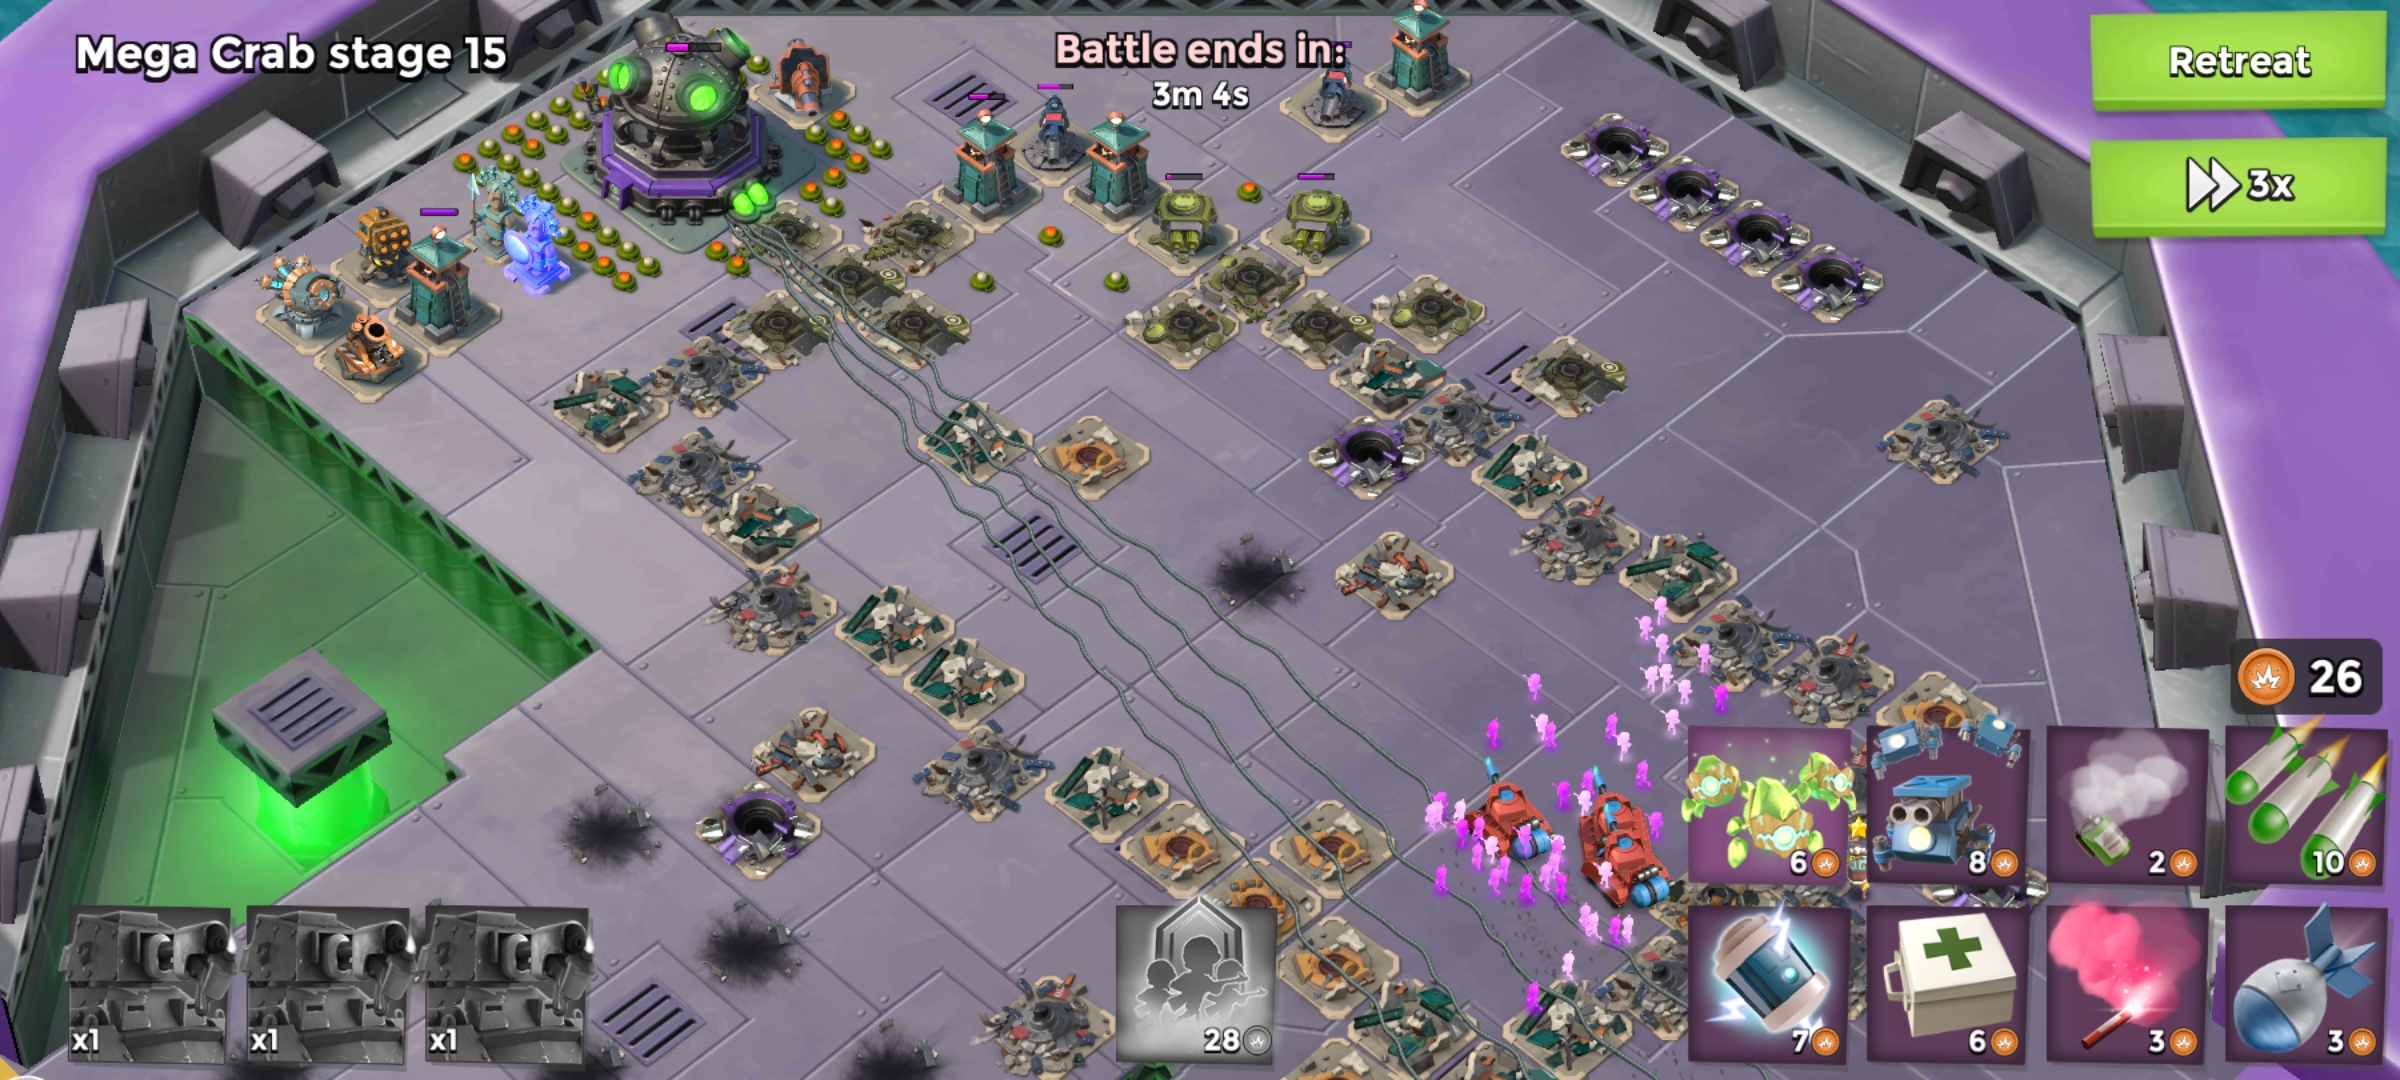 Mega Crab stage 15
Battle ends in:
3m 4s
Retreat
3x
26
6
8
2
10
x1
x1
x1
28
7
6
3
3